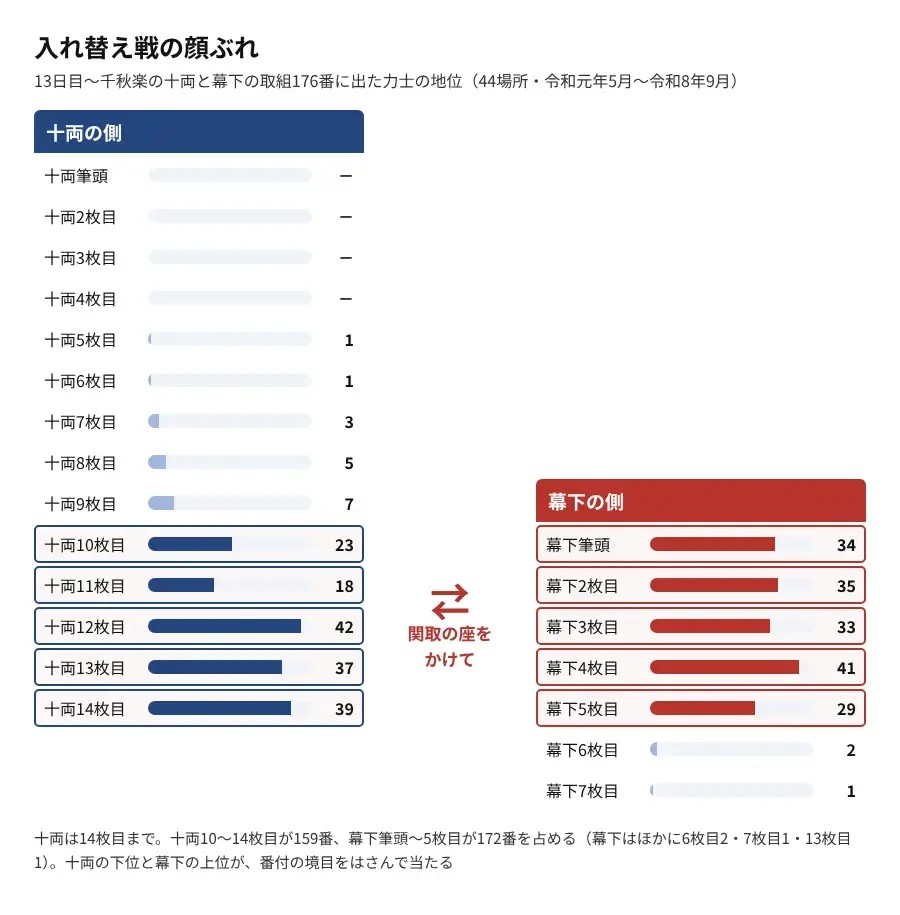 入れ替え戦の顔ぶれ
13日目〜千秋楽の十両と幕下の取組176番に出た力士の地位（44場所・令和元年5月〜令和8年9月）
十両の側
十両筆頭 –
十両2枚目 –
十両3枚目 –
十両4枚目 –
十両5枚目 1
十両6枚目 1
十両7枚目 3
十両8枚目 5
十両9枚目 7
十両10枚目 23
十両11枚目 18
十両12枚目 42
十両13枚目 37
十両14枚目 39
関取の座を
かけて
幕下の側
幕下筆頭 34
幕下2枚目 35
幕下3枚目 33
幕下4枚目 41
幕下5枚目 29
幕下6枚目 2
幕下7枚目 1
十両は14枚目まで。十両10〜14枚目が159番、幕下筆頭〜5枚目が172番を占める（幕下はほかに6枚目2・7枚目1・13枚目
1）。十両の下位と幕下の上位が、番付の境目をはさんで当たる